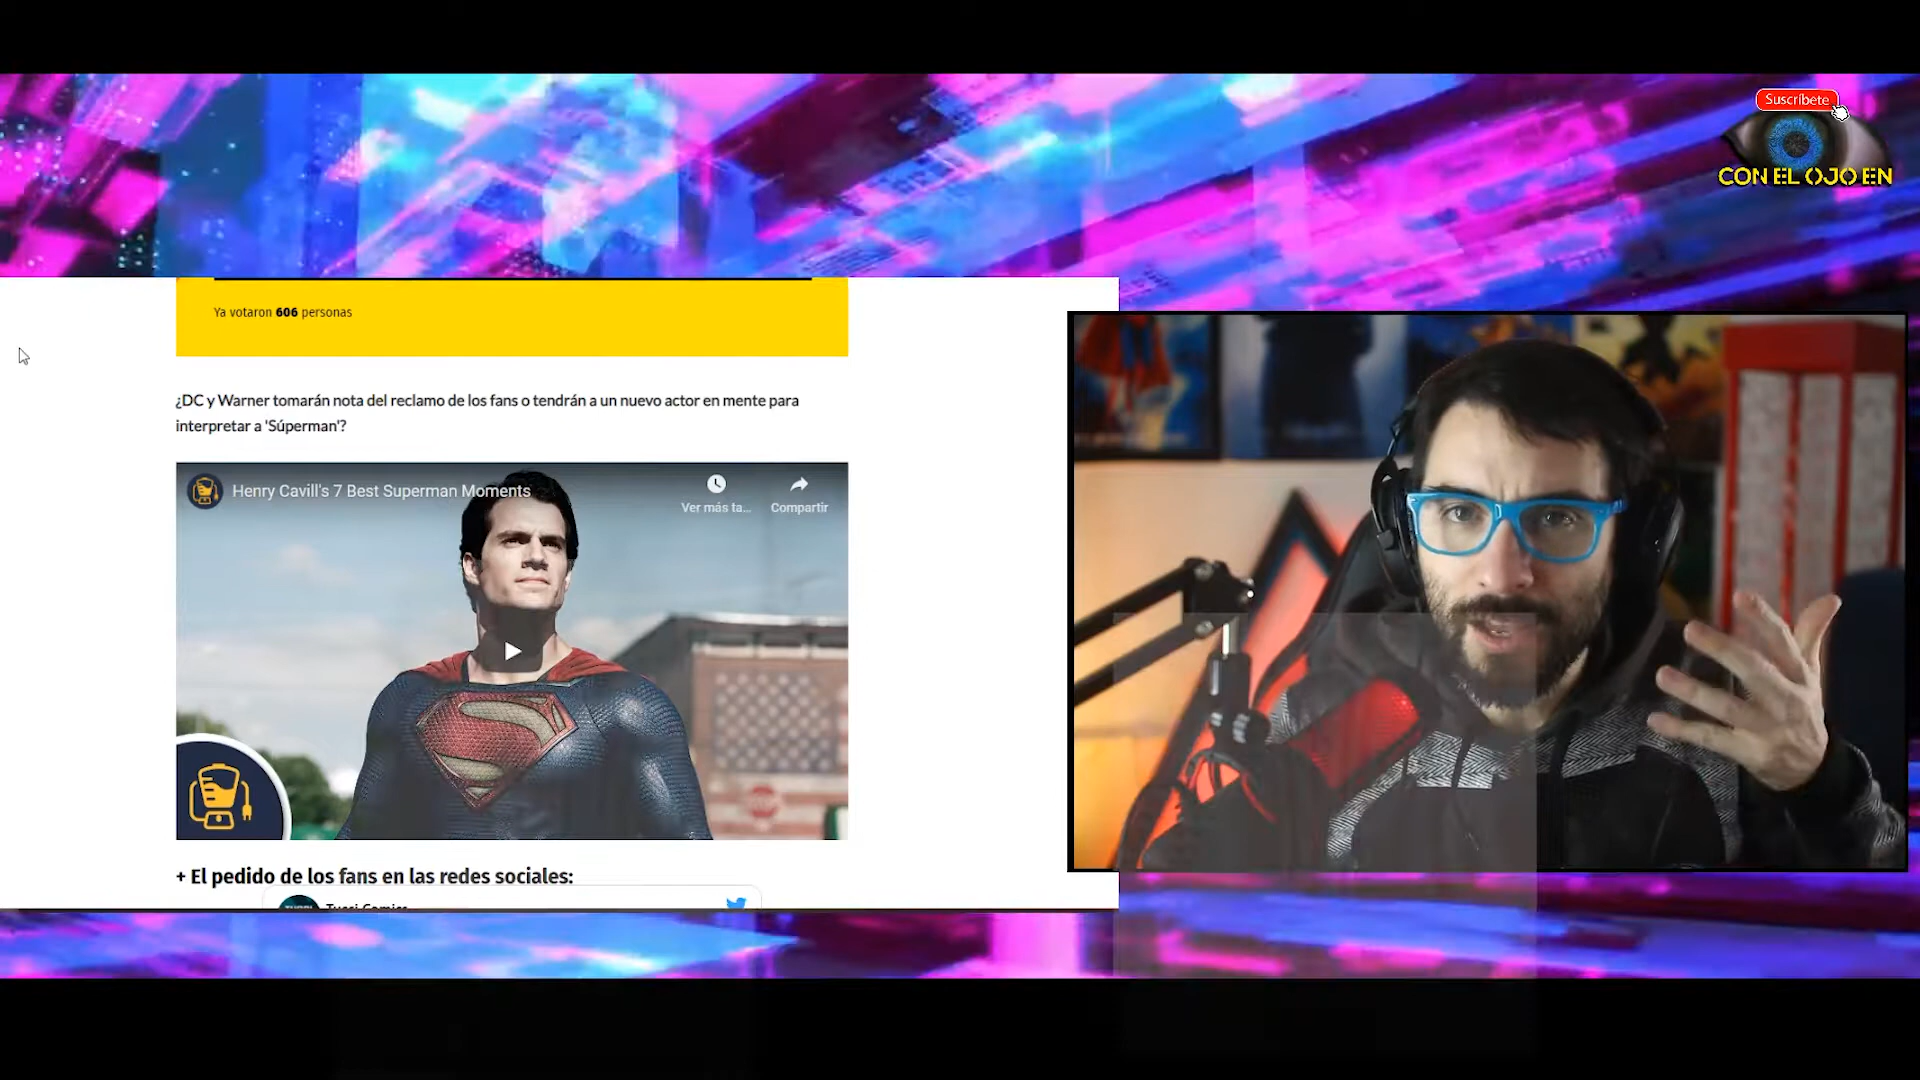 Suscríbete
CON EL OJO EN
Ya votaron 606 personas
¿DC y Warner tomarán nota del reclamo de los fans o tendrán a un nuevo actor en mente para
interpretar a 'Súperman'?
Henry Cavill's 7 Best Superman Moments
Ver más ta...
Compartir
+ El pedido de los fans en las redes sociales:
Tucci Comics